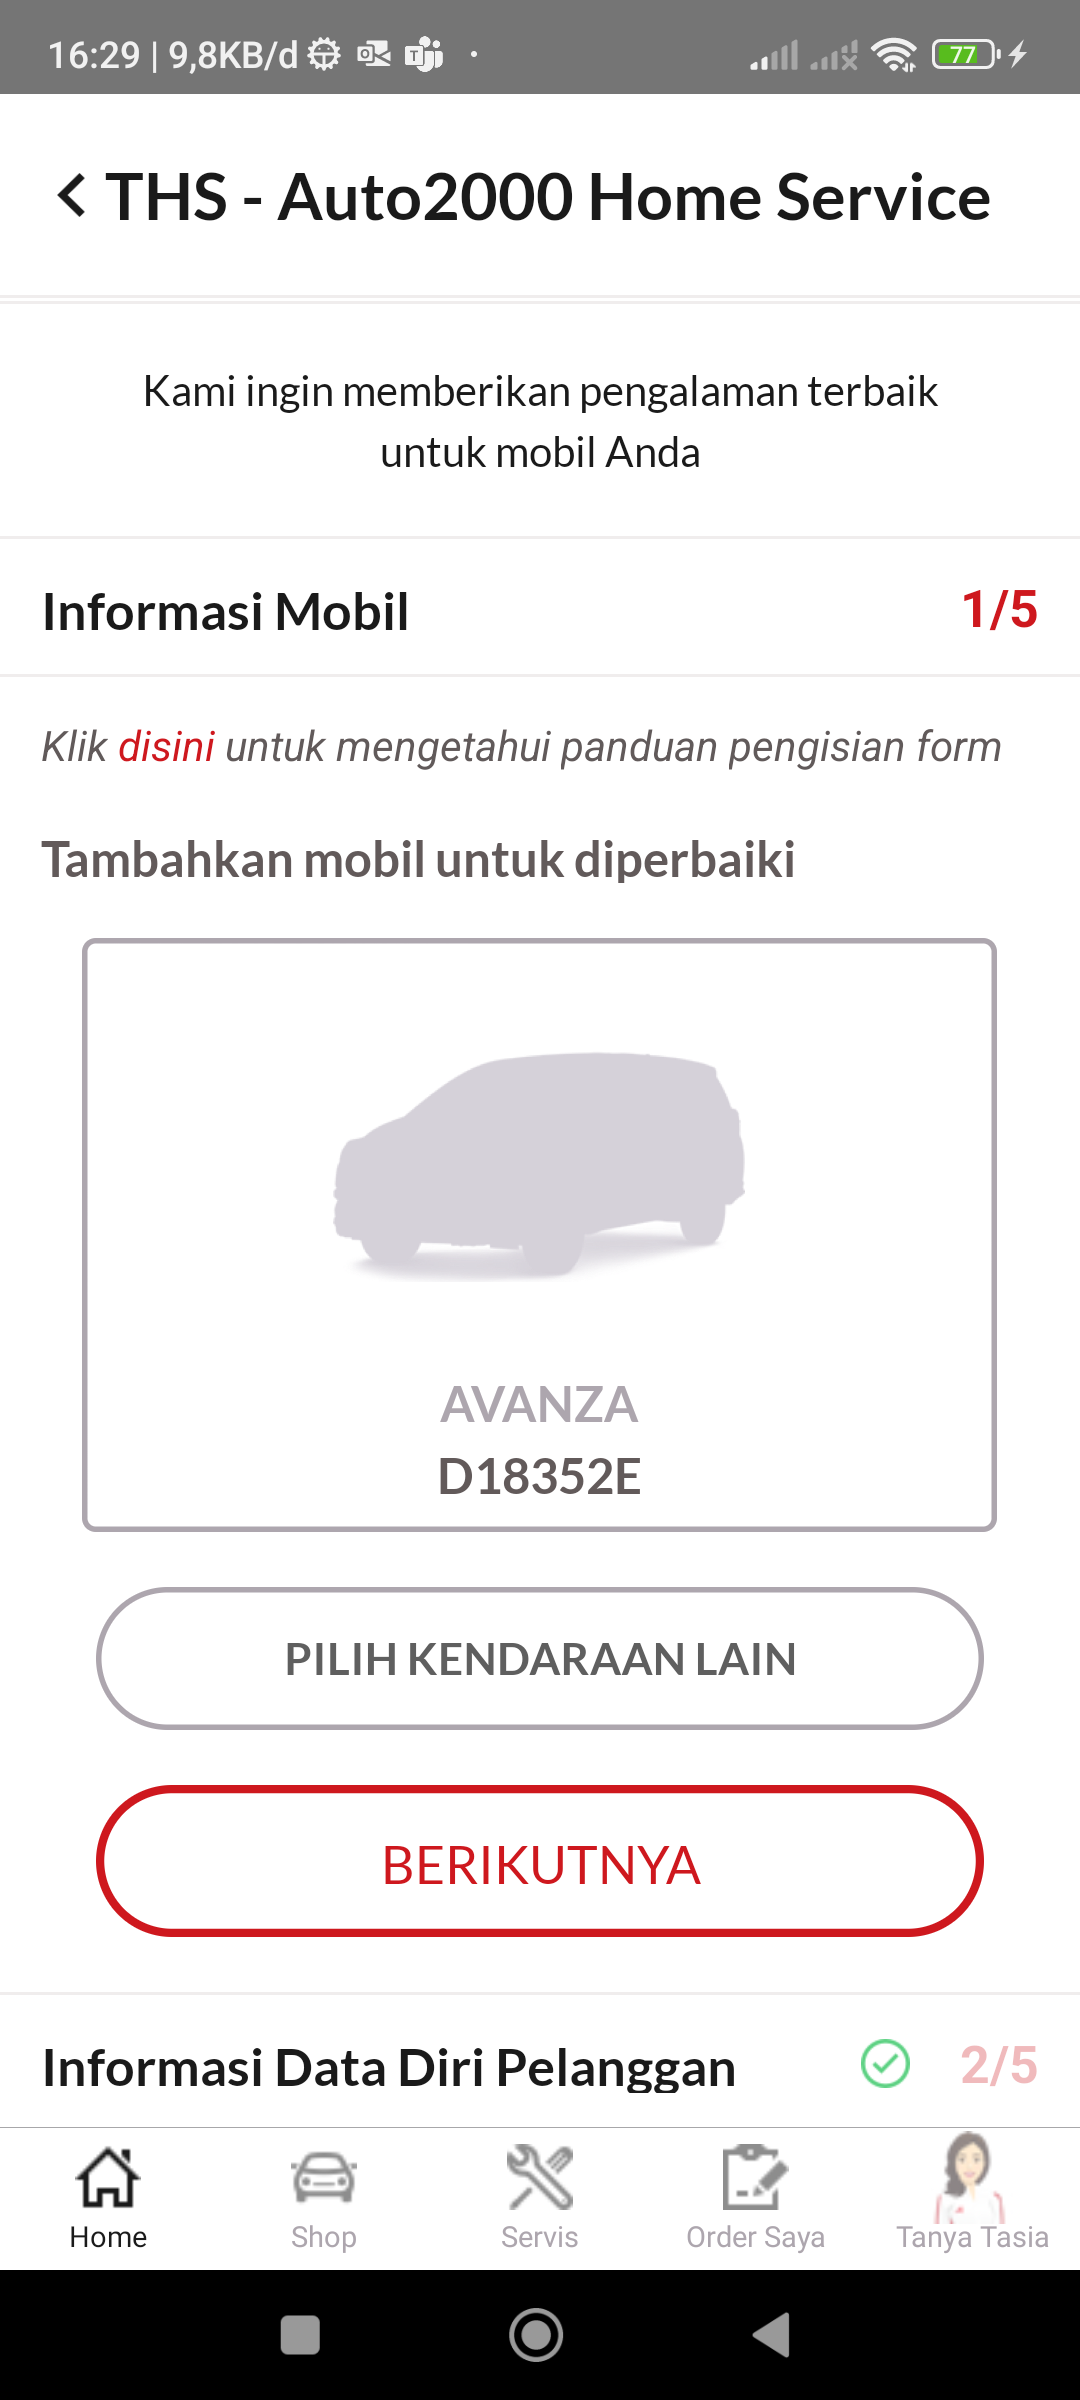 16:29 | 9,8KB/d
77
THS - Auto2000 Home Service
Kami ingin memberikan pengalaman terbaik
untuk mobil Anda
Informasi Mobil 1/5
Klik disini untuk mengetahui panduan pengisian form
Tambahkan mobil untuk diperbaiki
AVANZA
D18352E
PILIH KENDARAAN LAIN
BERIKUTNYA
Informasi Data Diri Pelanggan 2/5
Home Shop Servis Order Saya Tanya Tasia